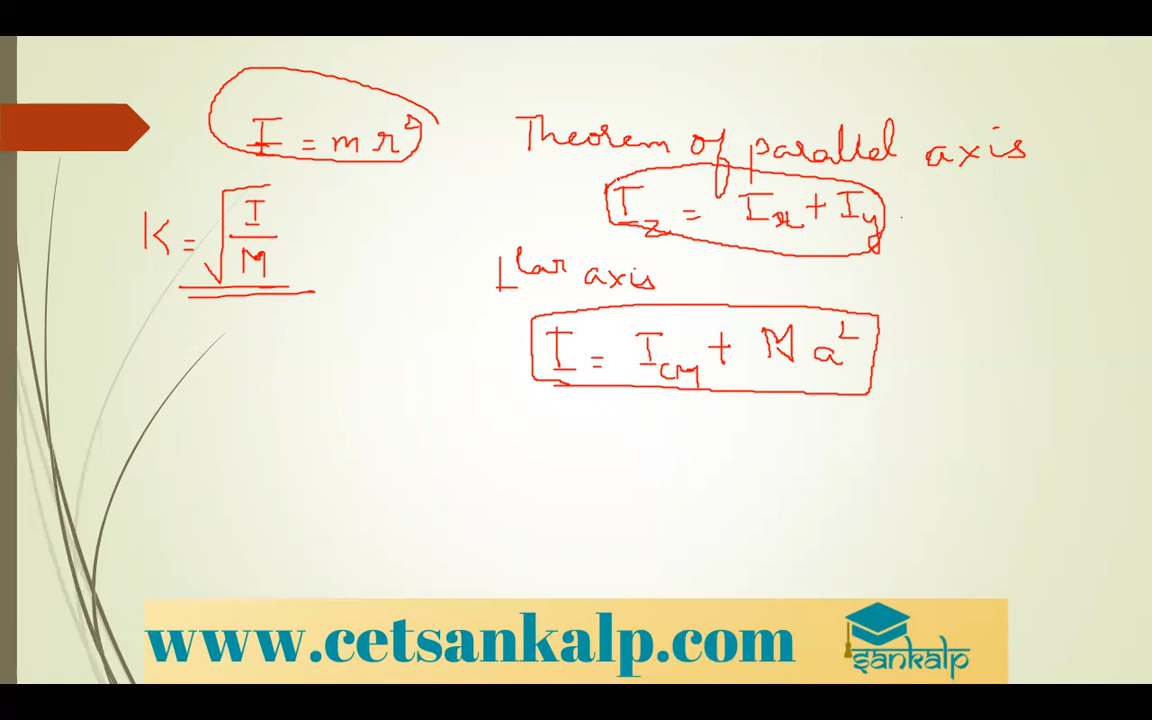 I = mr²
K = √(I/M)
Theorem of parallel axis
I_z = I_x + I_y
⊥lar axis
I = I_CM + Ma²
www.cetsankalp.com
sankalp